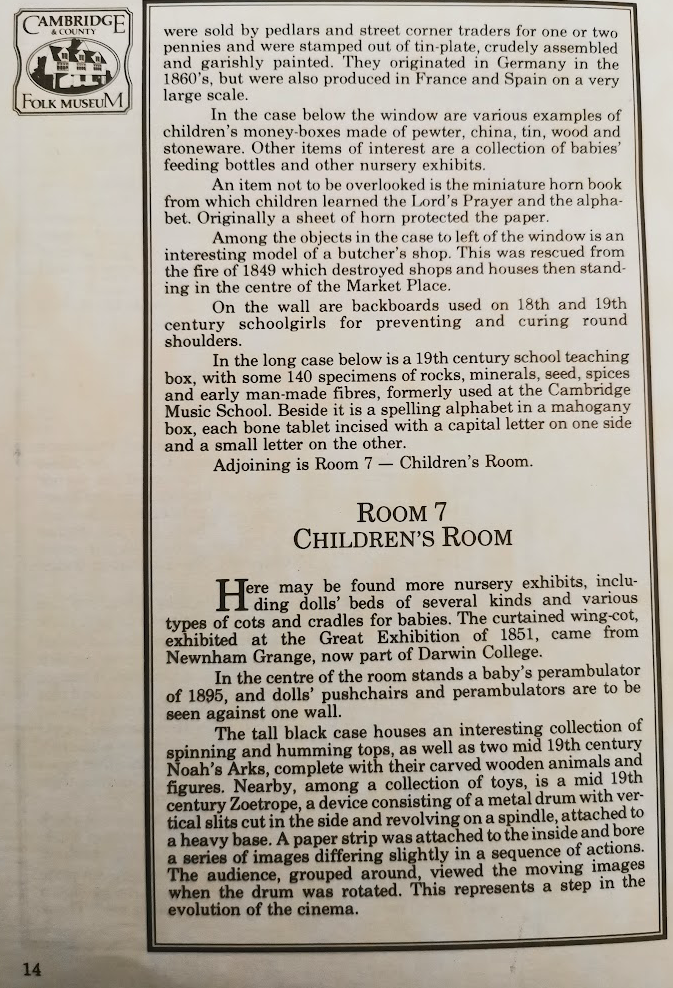 CAMBRIDGE
& COUNTY
FOLK MUSEUM
were sold by pedlars and street corner traders for one or two
pennies and were stamped out of tin-plate, crudely assembled
and garishly painted. They originated in Germany in the
1860's, but were also produced in France and Spain on a very
large scale.
In the case below the window are various examples of
children's money-boxes made of pewter, china, tin, wood and
stoneware. Other items of interest are a collection of babies'
feeding bottles and other nursery exhibits.
An item not to be overlooked is the miniature horn book
from which children learned the Lord's Prayer and the alpha-
bet. Originally a sheet of horn protected the paper.
Among the objects in the case to left of the window is an
interesting model of a butcher's shop. This was rescued from
the fire of 1849 which destroyed shops and houses then stand-
ing in the centre of the Market Place.
On the wall are backboards used on 18th and 19th
century schoolgirls for preventing and curing round
shoulders.
In the long case below is a 19th century school teaching
box, with some 140 specimens of rocks, minerals, seed, spices
and early man-made fibres, formerly used at the Cambridge
Music School. Beside it is a spelling alphabet in a mahogany
box, each bone tablet incised with a capital letter on one side
and a small letter on the other.
Adjoining is Room 7 — Children's Room.
ROOM 7
CHILDREN'S ROOM
Here may be found more nursery exhibits, inclu-
ding dolls' beds of several kinds and various
types of cots and cradles for babies. The curtained wing-cot,
exhibited at the Great Exhibition of 1851, came from
Newnham Grange, now part of Darwin College.
In the centre of the room stands a baby's perambulator
of 1895, and dolls' pushchairs and perambulators are to be
seen against one wall.
The tall black case houses an interesting collection of
spinning and humming tops, as well as two mid 19th century
Noah's Arks, complete with their carved wooden animals and
figures. Nearby, among a collection of toys, is a mid 19th
century Zoetrope, a device consisting of a metal drum with ver-
tical slits cut in the side and revolving on a spindle, attached to
a heavy base. A paper strip was attached to the inside and bore
a series of images differing slightly in a sequence of actions.
The audience, grouped around, viewed the moving images
when the drum was rotated. This represents a step in the
evolution of the cinema.
14